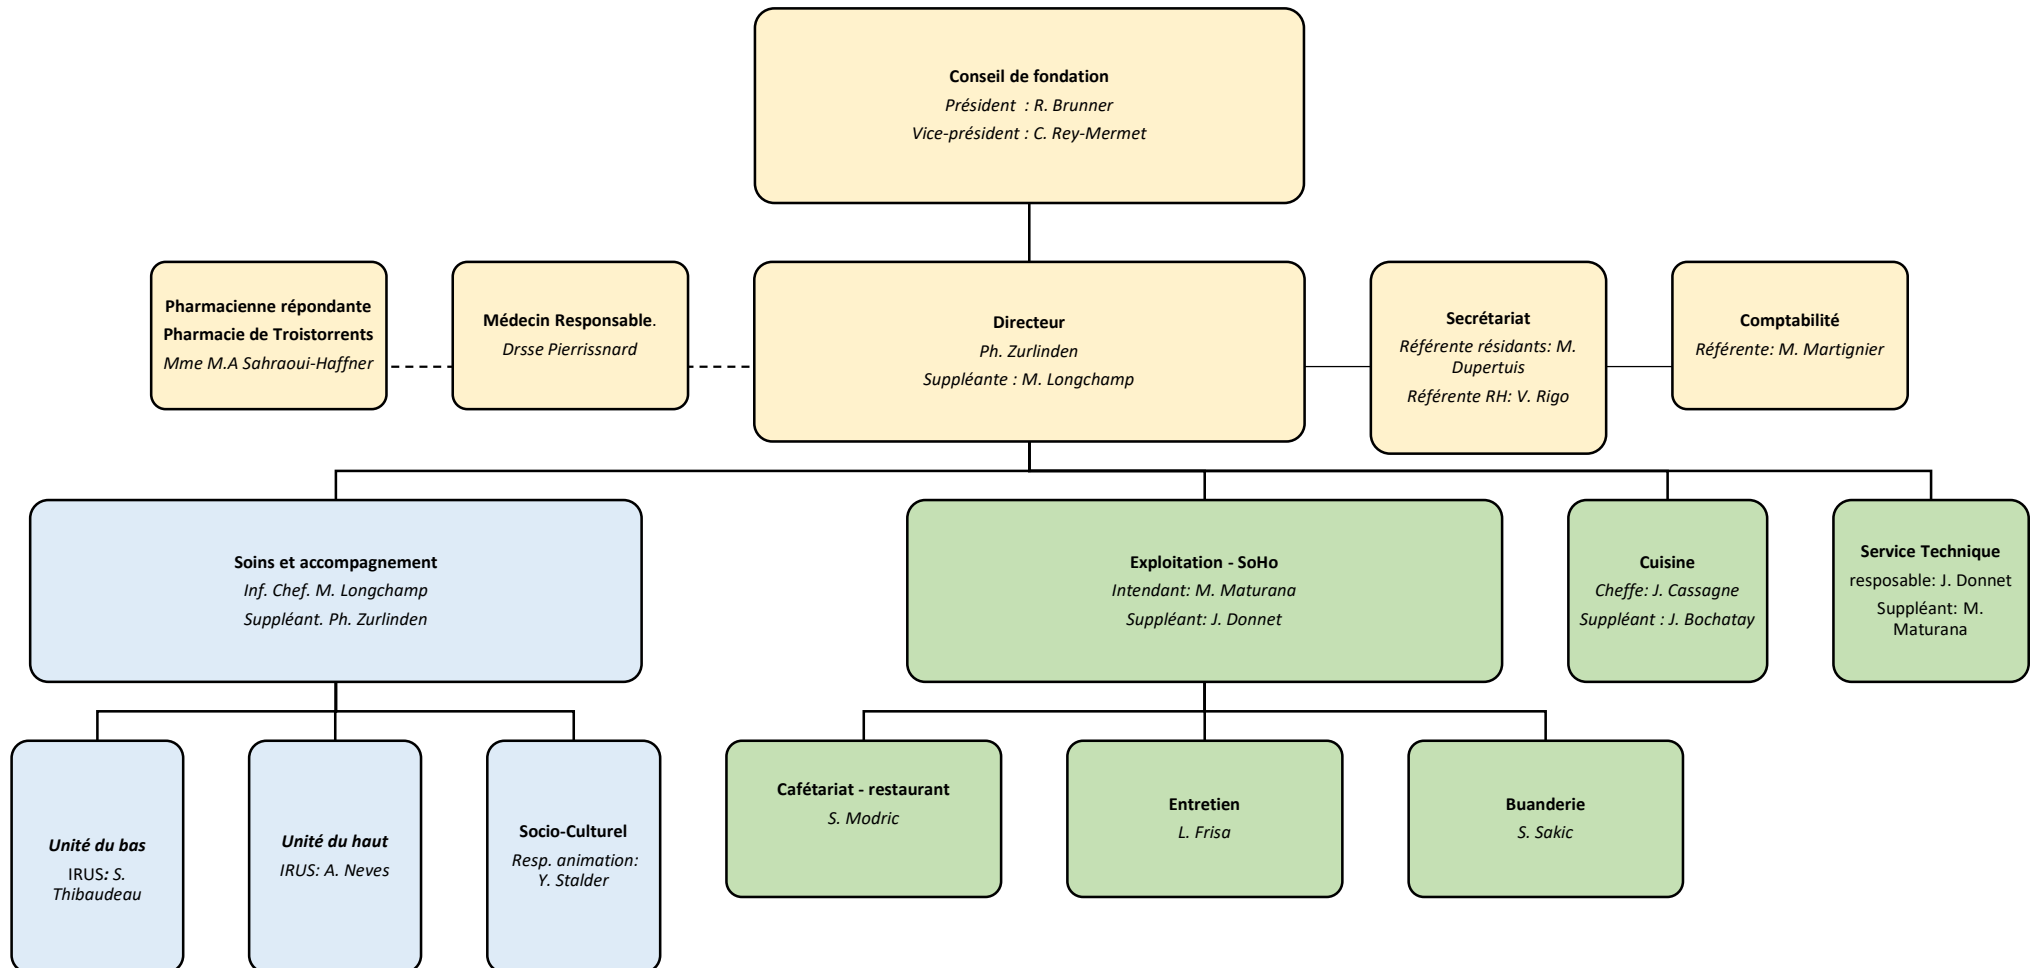 Conseil de fondation
Président  : R. Brunner
Vice-président : C. Rey-Mermet
Pharmacienne répondante
Pharmacie de Troistorrents
Mme M.A Sahraoui-Haffner
Médecin Responsable.
Drsse Pierrissnard
Directeur
Ph. Zurlinden
Suppléante : M. Longchamp
Secrétariat
Référente résidants: M.
Dupertuis
Référente RH: V. Rigo
Comptabilité
Référente: M. Martignier
Soins et accompagnement
Inf. Chef. M. Longchamp
Suppléant. Ph. Zurlinden
Exploitation - SoHo
Intendant: M. Maturana
Suppléant: J. Donnet
Cuisine
Cheffe: J. Cassagne
Suppléant : J. Bochatay
Service Technique
resposable: J. Donnet
Suppléant: M.
Maturana
Unité du bas
IRUS: S.
Thibaudeau
Unité du haut
IRUS: A. Neves
Socio-Culturel
Resp. animation:
Y. Stalder
Cafétariat - restaurant
S. Modric
Entretien
L. Frisa
Buanderie
S. Sakic